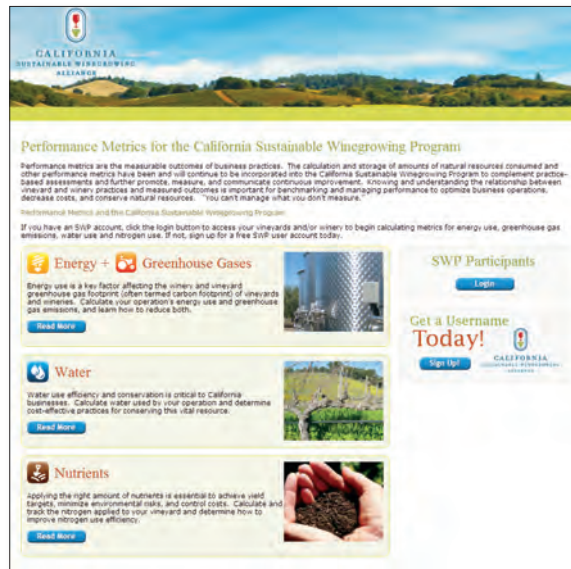 CALIFORNIA
SUSTAINABLE WINEGROWING
ALLIANCE
Performance Metrics for the California Sustainable Winegrowing Program
Performance metrics are the measurable outcomes of business practices. The calculation and storage of amounts of natural resources consumed and
other performance metrics have been and will continue to be incorporated into the California Sustainable Winegrowing Program to complement practice-
based assessments and further promote, measure, and communicate continuous improvement. Knowing and understanding the relationship between
vineyard and winery practices and measured outcomes is important for benchmarking and managing performance to optimize business operations,
decrease costs, and conserve natural resources. "You can't manage what you don't measure."
Performance Metrics and the California Sustainable Winegrowing Program
If you have an SWP account, click the login button to access your vineyards and/or winery to begin calculating metrics for energy use, greenhouse gas
emissions, water use and nitrogen use. If not, sign up for a free SWP user account today.
Energy + Greenhouse Gases
Energy use is a key factor affecting the winery and vineyard
greenhouse gas footprint (often termed carbon footprint) of vineyards
and wineries. Calculate your operation's energy use and greenhouse
gas emissions, and learn how to reduce both.
Read More
Water
Water use efficiency and conservation is critical to California
businesses. Calculate water used by your operation and determine
cost-effective practices for conserving this vital resource.
Read More
Nutrients
Applying the right amount of nutrients is essential to achieve yield
targets, minimize environmental risks, and control costs. Calculate and
track the nitrogen applied to your vineyard and determine how to
improve nitrogen use efficiency.
Read More
SWP Participants
Login
Get a Username
Today!
Sign Up!
CALIFORNIA
SUSTAINABLE WINEGROWING
ALLIANCE